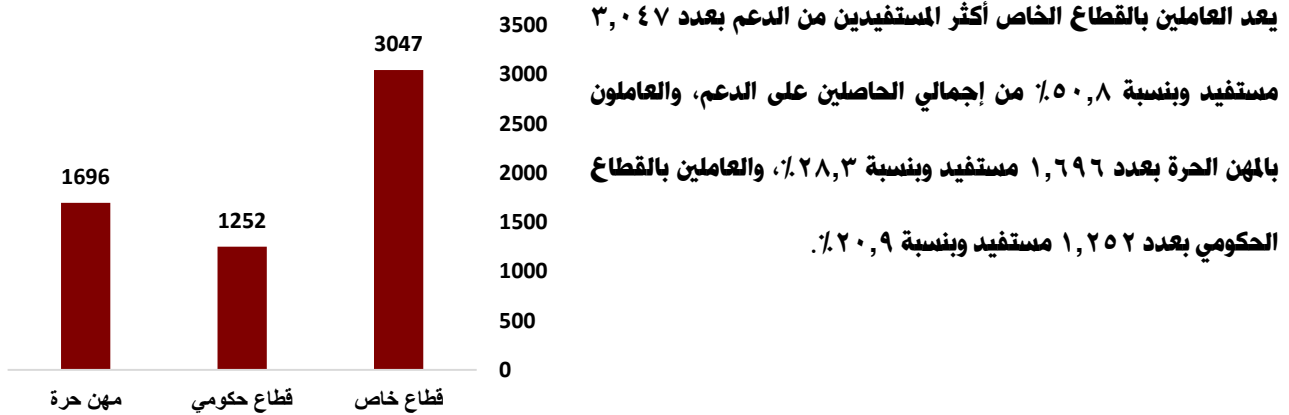 يعد العاملين بالقطاع الخاص أكثر المستفيدين من الدعم بعدد ٣,٠٤٧
مستفيد وبنسبة ٥٠,٨٪ من إجمالي الحاصلين على الدعم، والعاملون
بالمهن الحرة بعدد ١,٦٩٦ مستفيد وبنسبة ٢٨,٣٪، والعاملين بالقطاع
الحكومي بعدد ١,٢٥٢ مستفيد وبنسبة ٢٠,٩٪.
3500
3000
2500
2000
1500
1000
500
0
3047
1252
1696
قطاع خاص
قطاع حكومي
مهن حرة